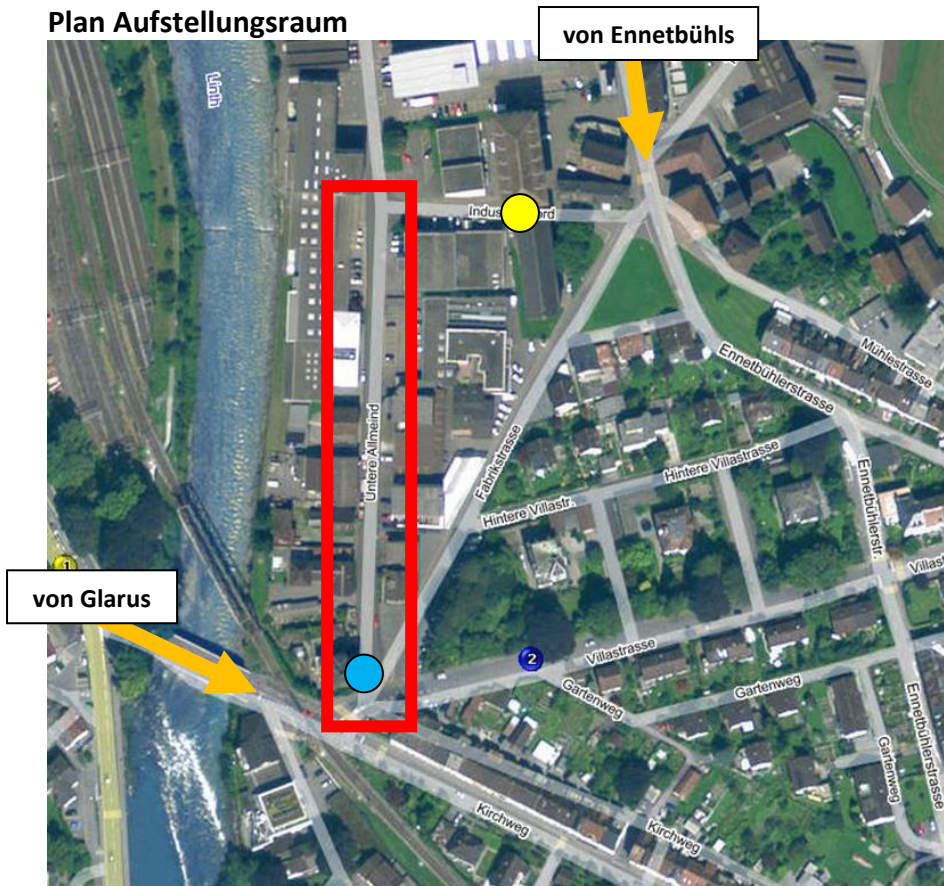 Plan Aufstellungsraum
von Ennetbühls
Linth
Mühlestrasse
Ennetbühlerstrasse
Untere Allmeind
Fabrikstrasse
Hintere Villastrasse
Hintere Villastr.
Ennetbühlerstr.
1
von Glarus
2
Villastrasse
Gartenweg
Gartenweg
Ennetbühlerstrasse
Gartenweg
Kirchweg
Kirchweg